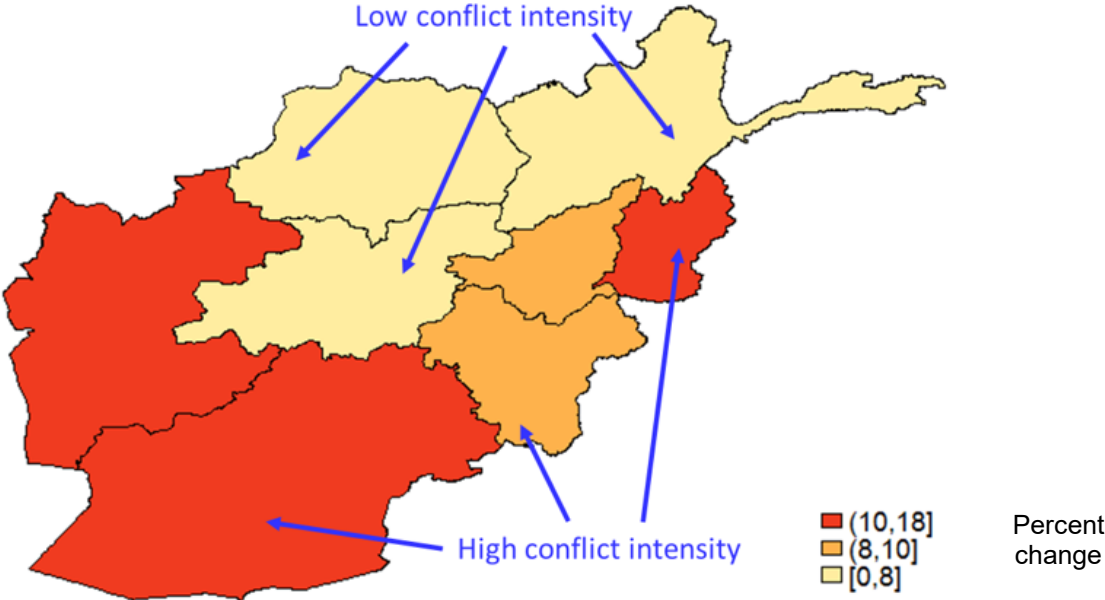 Low conflict intensity
High conflict intensity
(10,18]
(8,10]
[0,8]
Percent
change